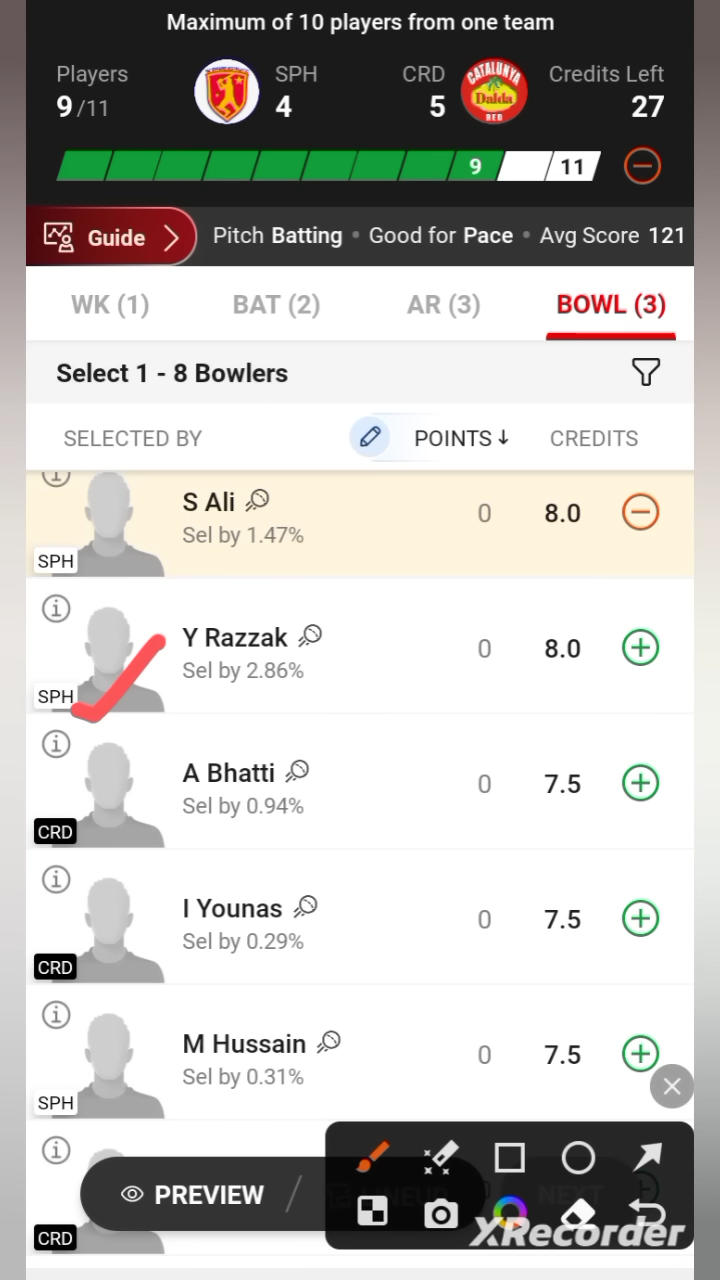 Maximum of 10 players from one team
Players SPH CRD Credits Left
9/11 4 5 27
CATALUNYA
Dalda
RED
9 11
Guide Pitch Batting • Good for Pace • Avg Score 121
WK (1) BAT (2) AR (3) BOWL (3)
Select 1 - 8 Bowlers
SELECTED BY POINTS↓ CREDITS
S Ali 0 8.0
Sel by 1.47%
SPH
Y Razzak 0 8.0
Sel by 2.86%
SPH
A Bhatti 0 7.5
Sel by 0.94%
CRD
I Younas 0 7.5
Sel by 0.29%
CRD
M Hussain 0 7.5
Sel by 0.31%
SPH
PREVIEW / LINEUP NEXT
XRecorder
CRD